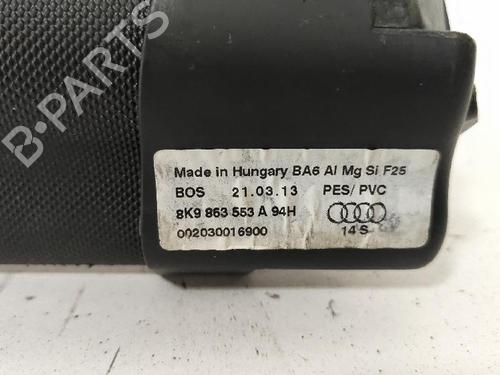 B-PARTS
Made in Hungary BA6 Al Mg Si F25
BOS 21.03.13 PES/ PVC
8K9 863 553 A 94H
002030016900 14 S